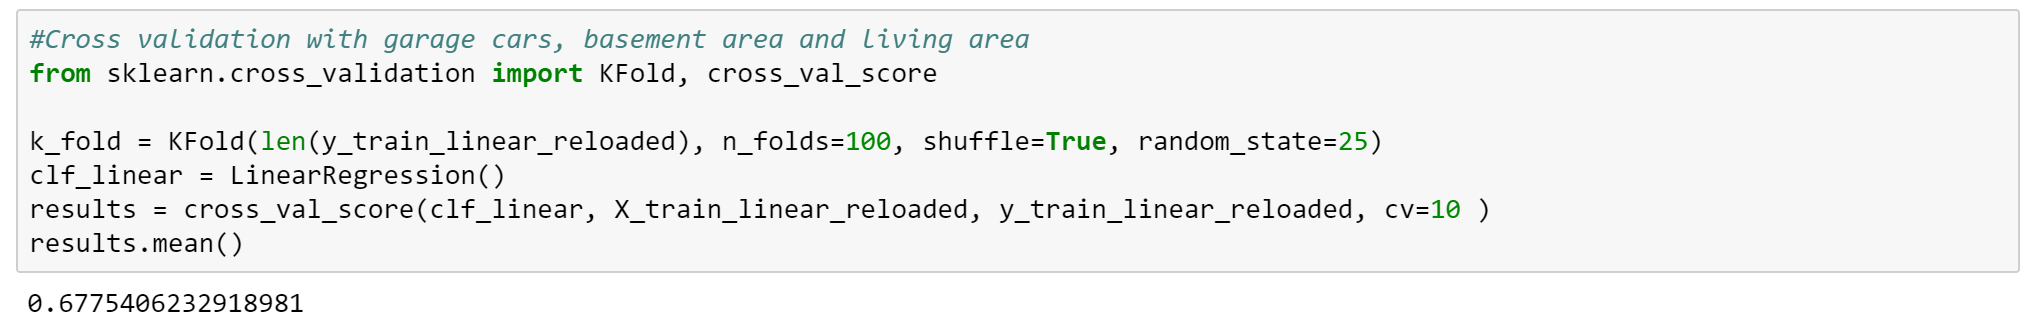 #Cross validation with garage cars, basement area and living area
from sklearn.cross_validation import KFold, cross_val_score
k_fold = KFold(len(y_train_linear_reloaded), n_folds=100, shuffle=True, random_state=25)
clf_linear = LinearRegression()
results = cross_val_score(clf_linear, X_train_linear_reloaded, y_train_linear_reloaded, cv=10 )
results.mean()
0.6775406232918981